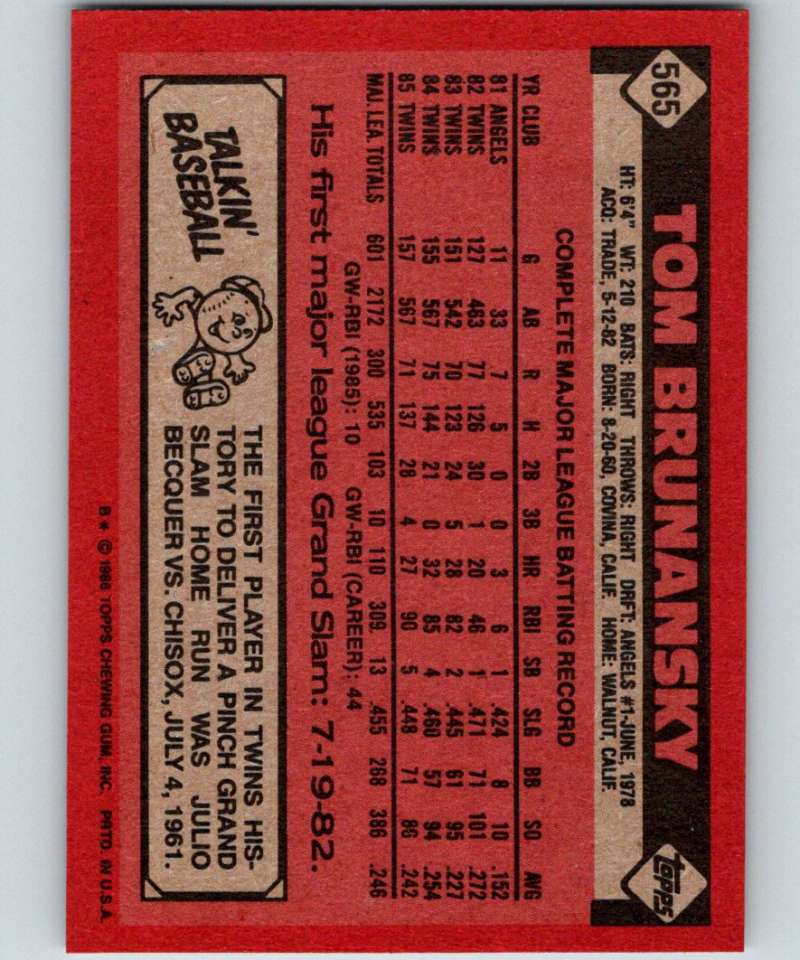 565 TOM BRUNANSKY topps
HT: 6'4" WT: 210 BATS: RIGHT THROWS: RIGHT DRFT: ANGELS #1-JUNE, 1978
ACQ: TRADE, 5-12-82 BORN: 8-20-60, COVINA, CALIF. HOME: WALNUT, CALIF.
COMPLETE MAJOR LEAGUE BATTING RECORD
YR CLUB G AB R H 2B 3B HR RBI SB SLG BB SO AVG
81 ANGELS 11 33 7 5 0 0 3 6 1 .424 8 10 .152
82 TWINS 127 463 77 126 30 1 20 46 1 .471 71 101 .272
83 TWINS 151 542 70 123 24 5 28 82 2 .445 61 95 .227
84 TWINS 155 567 75 144 21 0 32 85 4 .460 57 94 .254
85 TWINS 157 567 71 137 28 4 27 90 5 .448 71 86 .242
MAJ. LEA. TOTALS 601 2172 300 535 103 10 110 309. 13 .455 268 386 .246
GW-RBI (1985): 10 GW-RBI (CAREER): 44
His first major league Grand Slam: 7-19-82.
TALKIN'
BASEBALL
THE FIRST PLAYER IN TWINS HIS-
TORY TO DELIVER A PINCH GRAND
SLAM HOME RUN WAS JULIO
BECQUER VS. CHISOX, JULY 4, 1961.
B* © 1986 TOPPS CHEWING GUM, INC. PRTD. IN U.S.A.